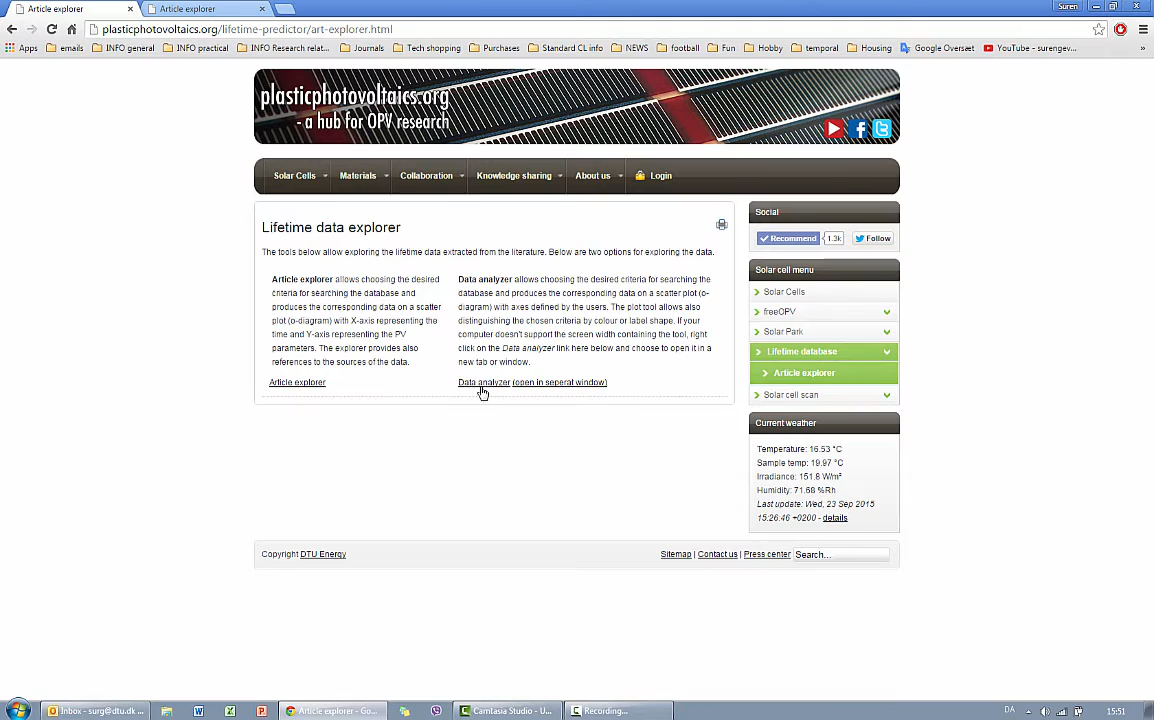 Article explorer
Article explorer
Suren
plasticphotovoltaics.org/lifetime-predictor/art-explorer.html
Apps
emails
INFO general
INFO practical
INFO Research relat...
Journals
Tech shopping
Purchases
Standard CL info
NEWS
football
Fun
Hobby
temporal
Housing
Google Oversæt
YouTube - surengev...
plasticphotovoltaics.org
- a hub for OPV research
Solar Cells
Materials
Collaboration
Knowledge sharing
About us
Login
Lifetime data explorer
The tools below allow exploring the lifetime data extracted from the literature. Below are two options for exploring the data.
Article explorer allows choosing the desired
criteria for searching the database and
produces the corresponding data on a scatter
plot (o-diagram) with X-axis representing the
time and Y-axis representing the PV
parameters. The explorer provides also
references to the sources of the data.
Article explorer
Data analyzer allows choosing the desired criteria for searching the
database and produces the corresponding data on a scatter plot (o-
diagram) with axes defined by the users. The plot tool allows also
distinguishing the chosen criteria by colour or label shape. If your
computer doesn't support the screen width containing the tool, right
click on the Data analyzer link here below and choose to open it in a
new tab or window.
Data analyzer (open in seperat window)
Social
Recommend
1.3k
Follow
Solar cell menu
Solar Cells
freeOPV
Solar Park
Lifetime database
Article explorer
Solar cell scan
Current weather
Temperature: 16.53 °C
Sample temp: 19.97 °C
Irradiance: 151.8 W/m²
Humidity: 71.68 %Rh
Last update: Wed, 23 Sep 2015
15:26:46 +0200 - details
Copyright DTU Energy
Sitemap | Contact us | Press center
Search...
Inbox - surg@dtu.dk ...
Article explorer - Go...
Camtasia Studio - U...
Recording...
DA
15:51